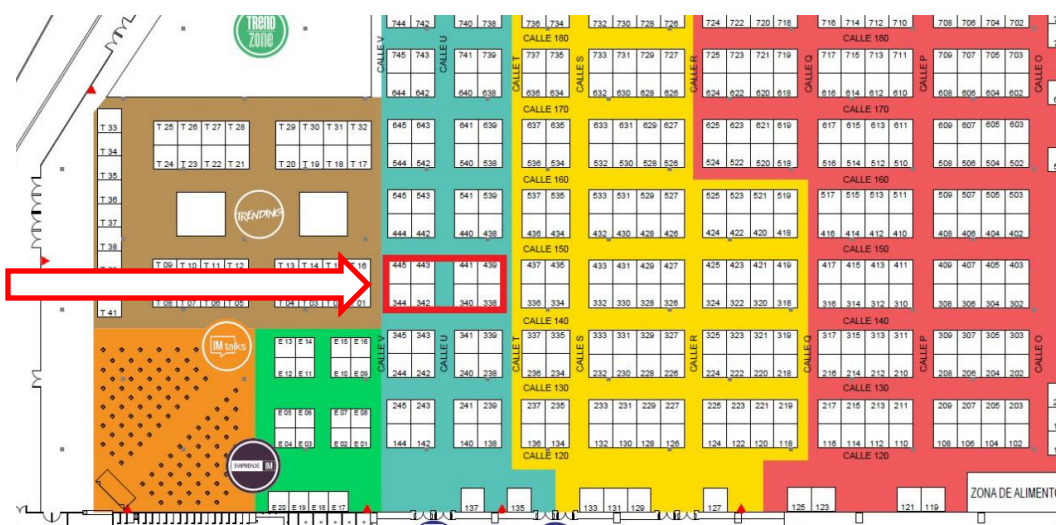 TREND
ZONE
744 742 740 738 736 734 732 730 728 726 724 722 720 718 716 714 712 710 708 706 704 702
CALLE 180 CALLE 180
745 743 741 739 737 735 733 731 729 727 725 723 721 719 717 715 713 711 709 707 705 703
CALLE V CALLE U CALLE T CALLE S CALLE R CALLE Q CALLE P CALLE O
644 642 640 638 636 634 632 630 628 626 624 622 620 618 616 614 612 610 608 606 604 602
CALLE 170 CALLE 170
T 33 T 25 T 26 T 27 T 28 T 29 T 30 T 31 T 32 645 643 641 639 637 635 633 631 629 627 625 623 621 619 617 615 613 611 609 607 605 603
T 34
T 24 T 23 T 22 T 21 T 20 T 19 T 18 T 17 544 542 540 538 536 534 532 530 528 526 524 522 520 518 516 514 512 510 508 506 504 502
T 35
CALLE 160 CALLE 160
T 36 545 543 541 539 537 535 533 531 529 527 525 523 521 519 517 515 513 511 509 507 505 503
TRENDING
T 37
444 442 440 438 436 434 432 430 428 426 424 422 420 418 416 414 412 410 408 406 404 402
T 38
CALLE 150 CALLE 150
T 09 T 10 T 11 T 12 T 13 T 14 16 445 443 441 439 437 435 433 431 429 427 425 423 421 419 417 415 413 411 409 407 405 403
T 08 T 07 T 06 T 05 T 04 T 03 01 344 342 340 338 336 334 332 330 328 326 324 322 320 318 316 314 312 310 308 306 304 302
T 41
CALLE 140 CALLE 140
IM talks
E 13 E 14 E 15 E 16 345 343 341 339 337 335 333 331 329 327 325 323 321 319 317 315 313 311 309 307 305 303
CALLE V CALLE U CALLE T CALLE S CALLE R CALLE Q CALLE P CALLE O
E 12 E 11 E 10 E 09 244 242 240 238 236 234 232 230 228 226 224 222 220 218 216 214 212 210 208 206 204 202
CALLE 130 CALLE 130
E 05 E 06 E 07 E 08 245 243 241 239 237 235 233 231 229 227 225 223 221 219 217 215 213 211 209 207 205 203
E 04 E 03 E 02 E 01 144 142 140 138 136 134 132 130 128 126 124 122 120 118 116 114 112 110 108 106 104 102
CALLE 120 CALLE 120
EMPRENDE IM
ZONA DE ALIMENTO
E 20 E 19 E 18 E 17 137 135 133 131 129 127 125 123 121 119